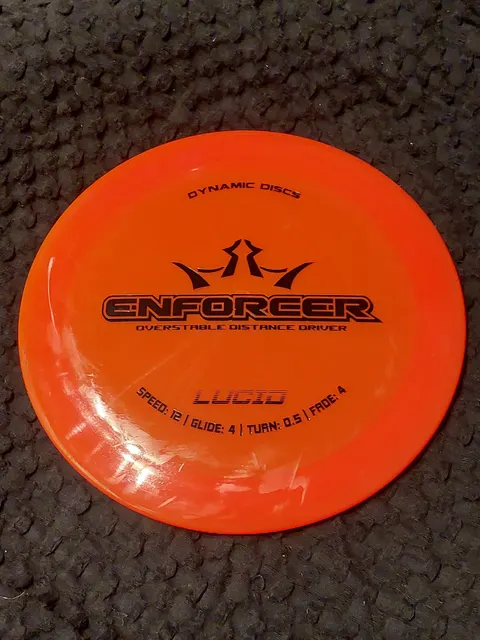 DYNAMIC DISCS
ENFORCER
OVERSTABLE DISTANCE DRIVER
LUCID
SPEED: 12 | GLIDE: 4 | TURN: 0.5 | FADE: 4